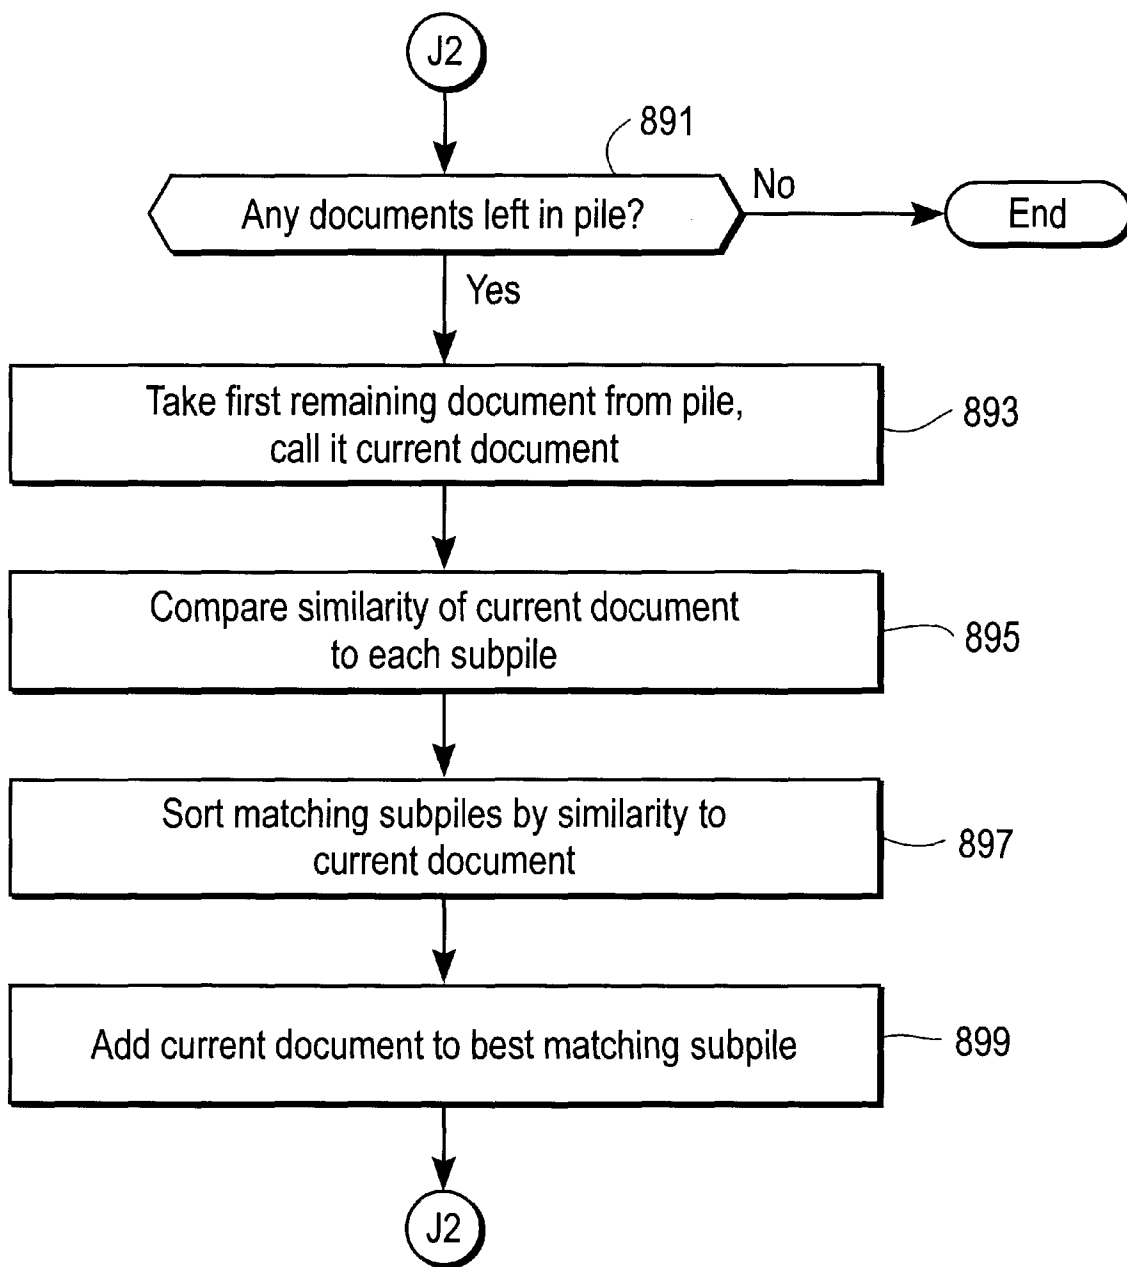 J2
891
Any documents left in pile?
No
End
Yes
Take first remaining document from pile,
call it current document
893
Compare similarity of current document
to each subpile
895
Sort matching subpiles by similarity to
current document
897
Add current document to best matching subpile
899
J2